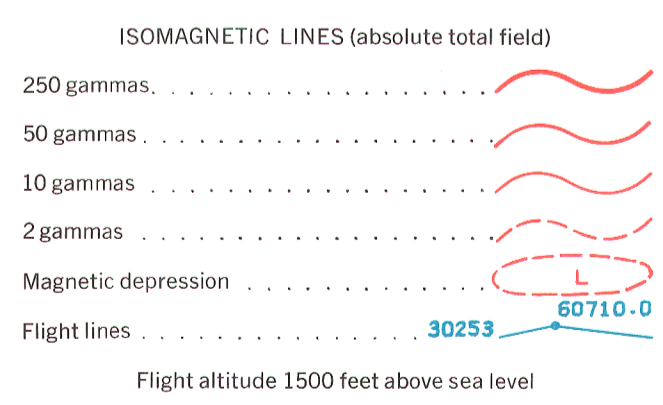 ISOMAGNETIC LINES (absolute total field)
250 gammas. . . . . . . . . . . . . . . . .
50 gammas . . . . . . . . . . . . . . . . . .
10 gammas . . . . . . . . . . . . . . . . .
2 gammas . . . . . . . . . . . . . . . . . .
Magnetic depression . . . . . . . . . . . . L
60710.0
Flight lines . . . . . . . . . . . . . . 30253
Flight altitude 1500 feet above sea level